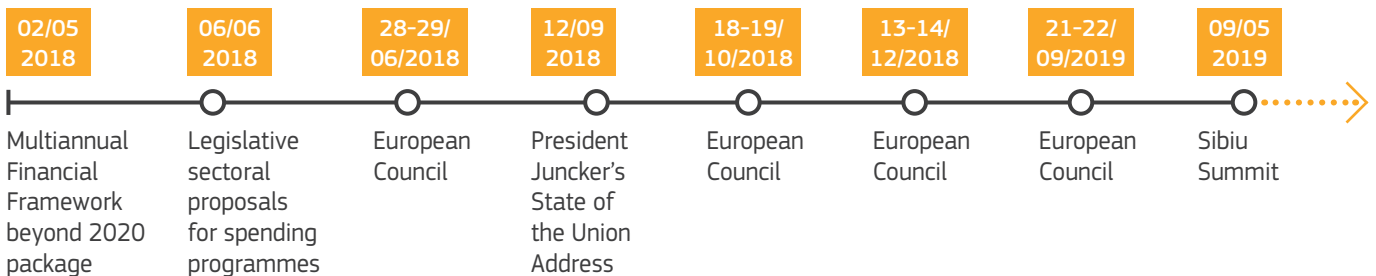 02/05
2018
06/06
2018
28-29/
06/2018
12/09
2018
18-19/
10/2018
13-14/
12/2018
21-22/
09/2019
09/05
2019
Multiannual
Financial
Framework
beyond 2020
package
Legislative
sectoral
proposals
for spending
programmes
European
Council
President
Juncker's
State of
the Union
Address
European
Council
European
Council
European
Council
Sibiu
Summit